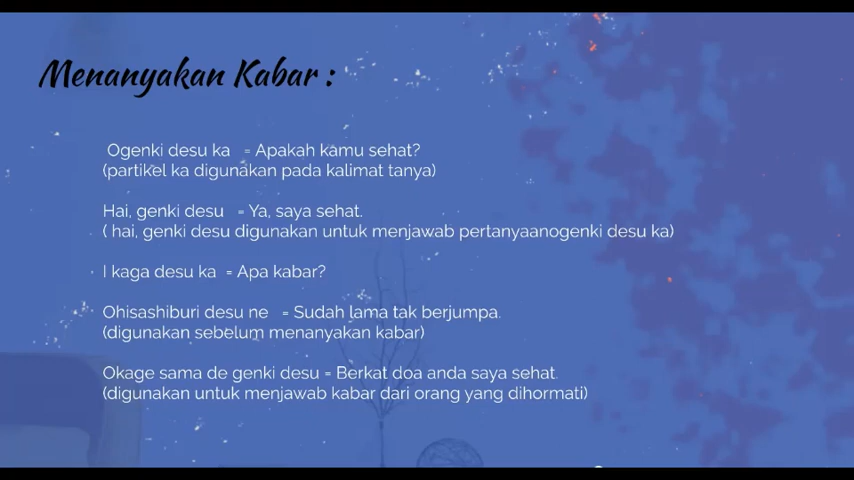 Menanyakan Kabar :
Ogenki desu ka = Apakah kamu sehat?
(partikel ka digunakan pada kalimat tanya)
Hai, genki desu = Ya, saya sehat.
( hai, genki desu digunakan untuk menjawab pertanyaanogenki desu ka)
I kaga desu ka = Apa kabar?
Ohisashiburi desu ne = Sudah lama tak berjumpa.
(digunakan sebelum menanyakan kabar)
Okage sama de genki desu = Berkat doa anda saya sehat.
(digunakan untuk menjawab kabar dari orang yang dihormati)